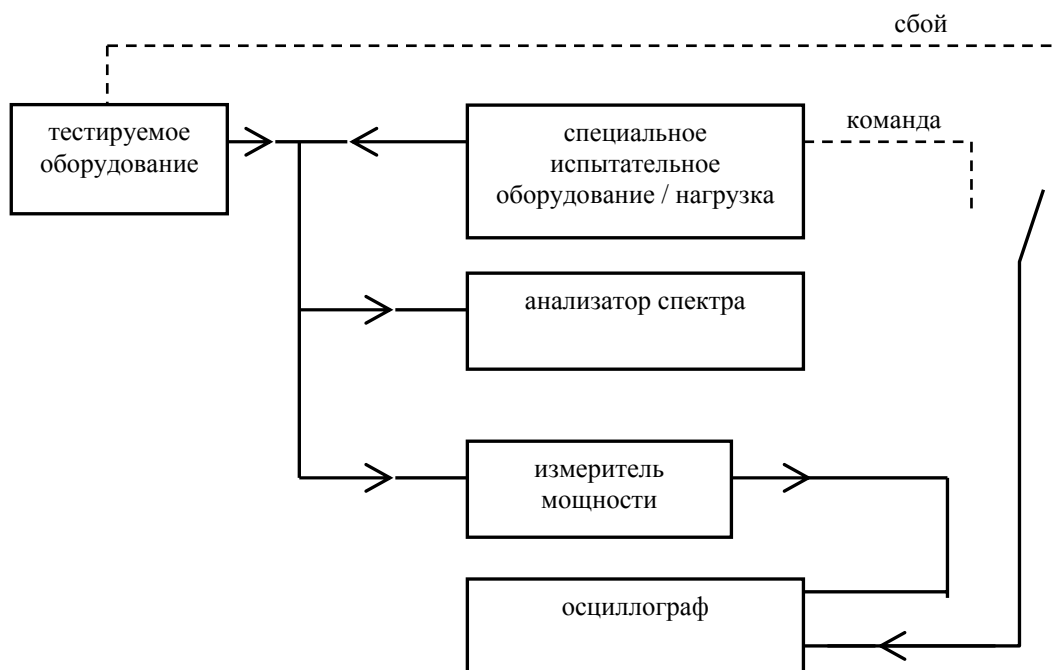 сбой
тестируемое
оборудование
специальное
испытательное
оборудование / нагрузка
команда
анализатор спектра
измеритель
мощности
осциллограф